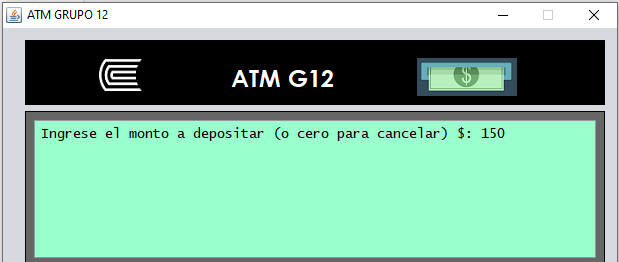 ATM GRUPO 12
ATM G12
$
Ingrese el monto a depositar (o cero para cancelar) $: 150